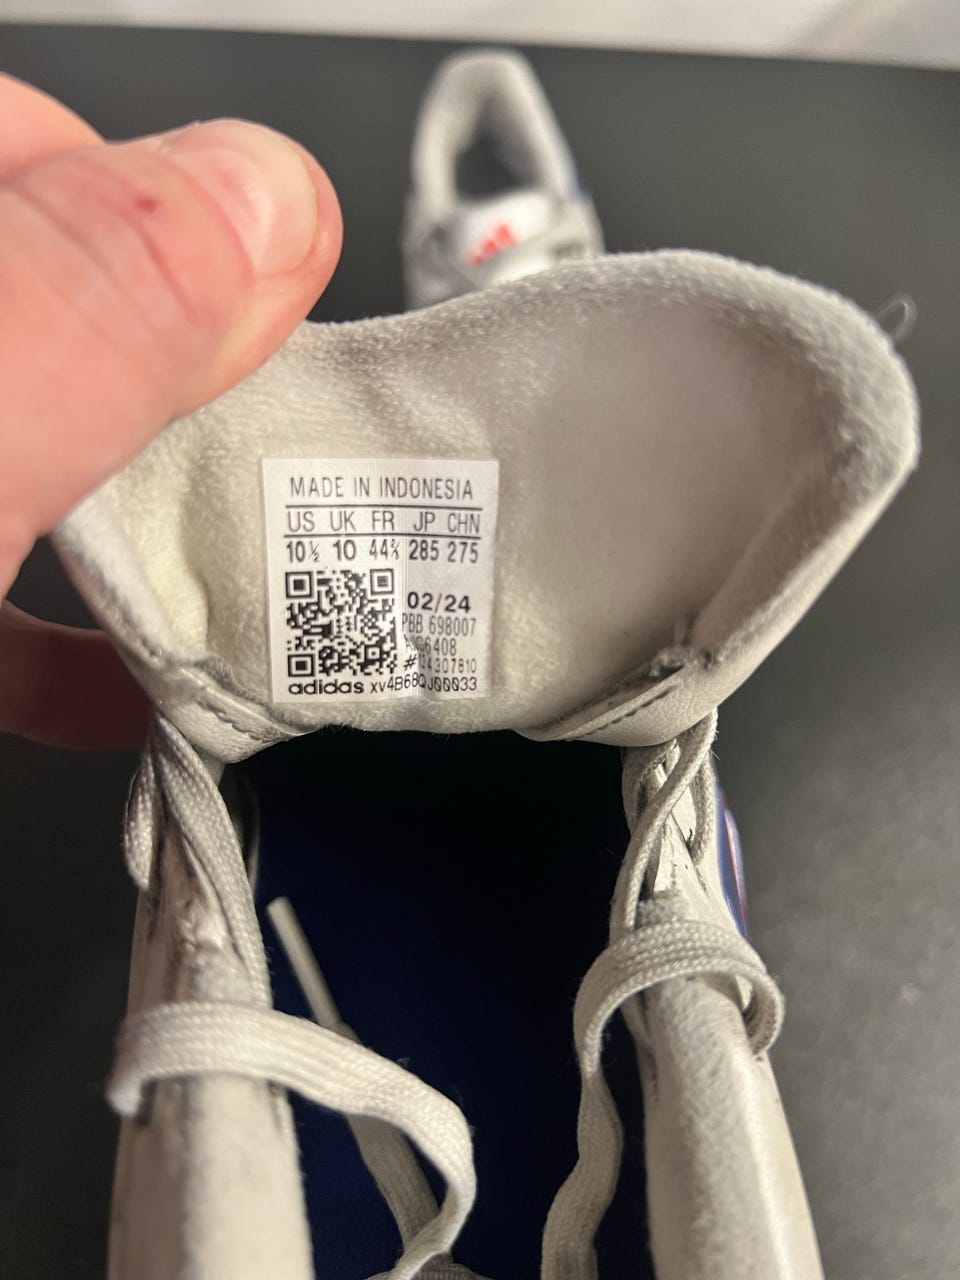 MADE IN INDONESIA
US UK FR JP CHN
10½ 10 44⅔ 285 275
02/24
PBB 698007
adidas